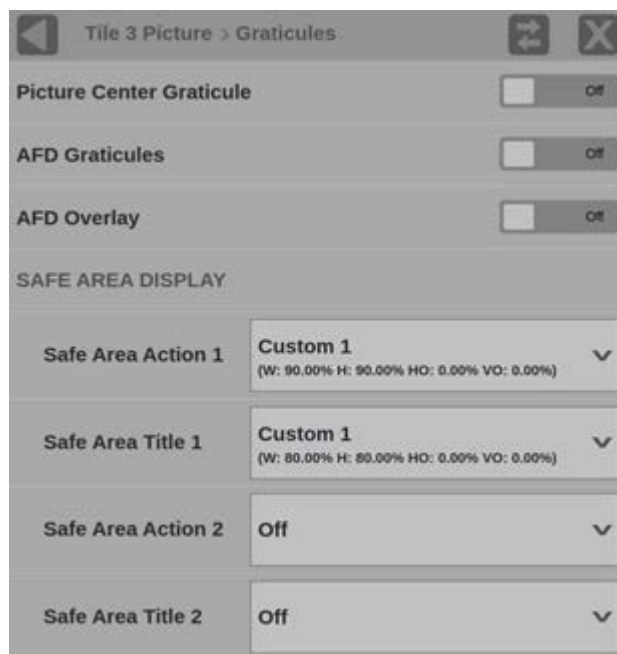 Tile 3 Picture > Graticules
Picture Center Graticule
Off
AFD Graticules
Off
AFD Overlay
Off
SAFE AREA DISPLAY
Safe Area Action 1
Custom 1
(W: 90.00% H: 90.00% HO: 0.00% VO: 0.00%)
Safe Area Title 1
Custom 1
(W: 80.00% H: 80.00% HO: 0.00% VO: 0.00%)
Safe Area Action 2
Off
Safe Area Title 2
Off